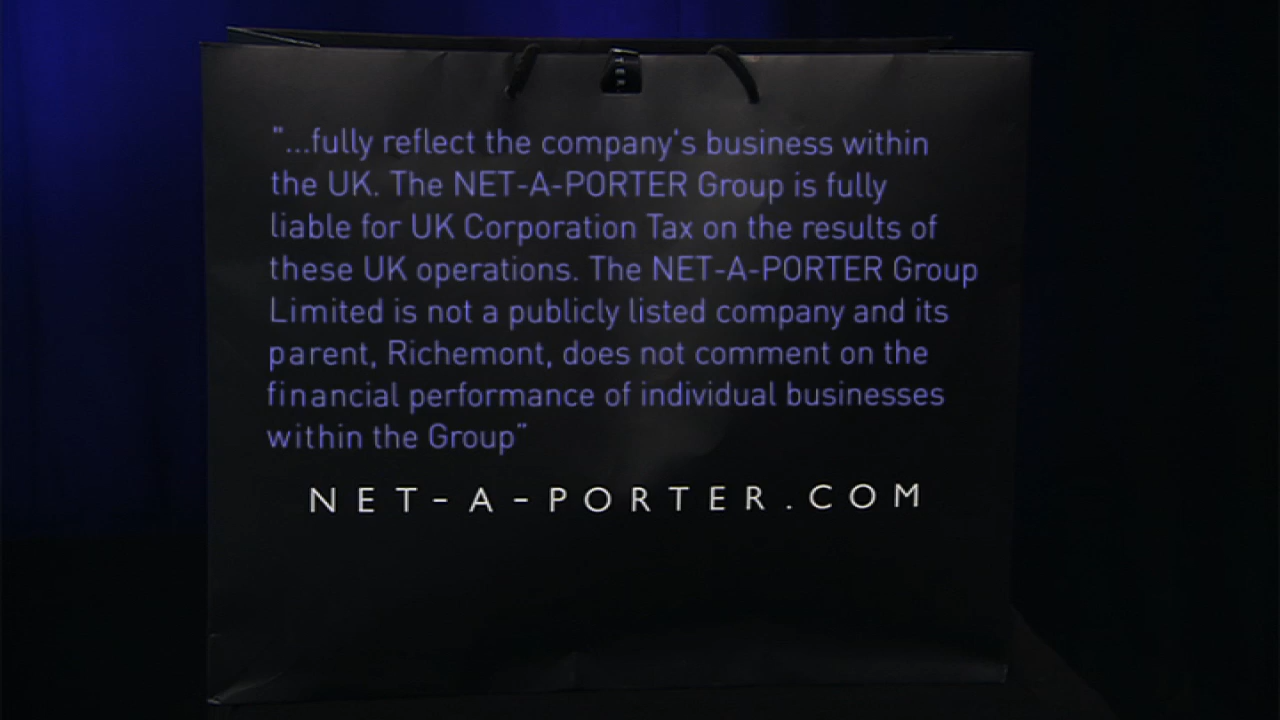 "...fully reflect the company's business within
the UK. The NET-A-PORTER Group is fully
liable for UK Corporation Tax on the results of
these UK operations. The NET-A-PORTER Group
Limited is not a publicly listed company and its
parent, Richemont, does not comment on the
financial performance of individual businesses
within the Group"
NET-A-PORTER.COM